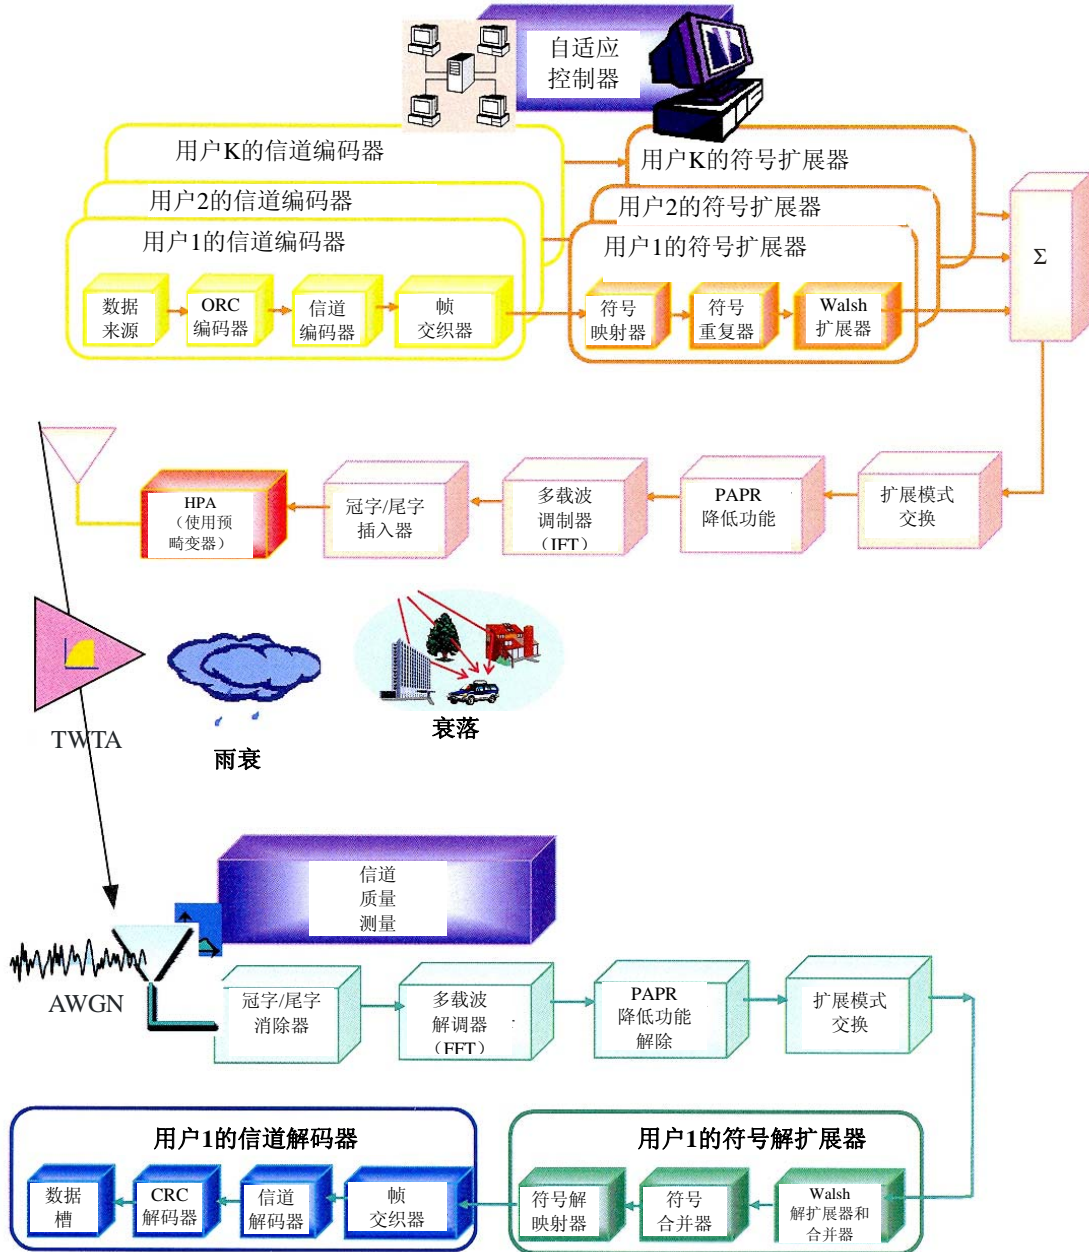 自适应
控制器
用户K的信道编码器
用户K的符号扩展器
用户2的信道编码器
用户2的符号扩展器
用户1的信道编码器
用户1的符号扩展器
Σ
数据
来源
ORC
编码器
信道
编码器
帧
交织器
符号
映射器
符号
重复器
Walsh
扩展器
HPA
（使用预
畸变器）
冠字/尾字
插入器
多载波
调制器
（IFT）
PAPR
降低功能
扩展模式
交换
TWTA
雨衰
衰落
信道
质量
测量
AWGN
冠字/尾字
消除器
多载波
解调器
（FFT）
PAPR
降低功能
解除
扩展模式
交换
用户1的信道解码器
用户1的符号解扩展器
数据
槽
CRC
解码器
信道
解码器
帧
交织器
符号解
映射器
符号
合并器
Walsh
解扩展器和
合并器